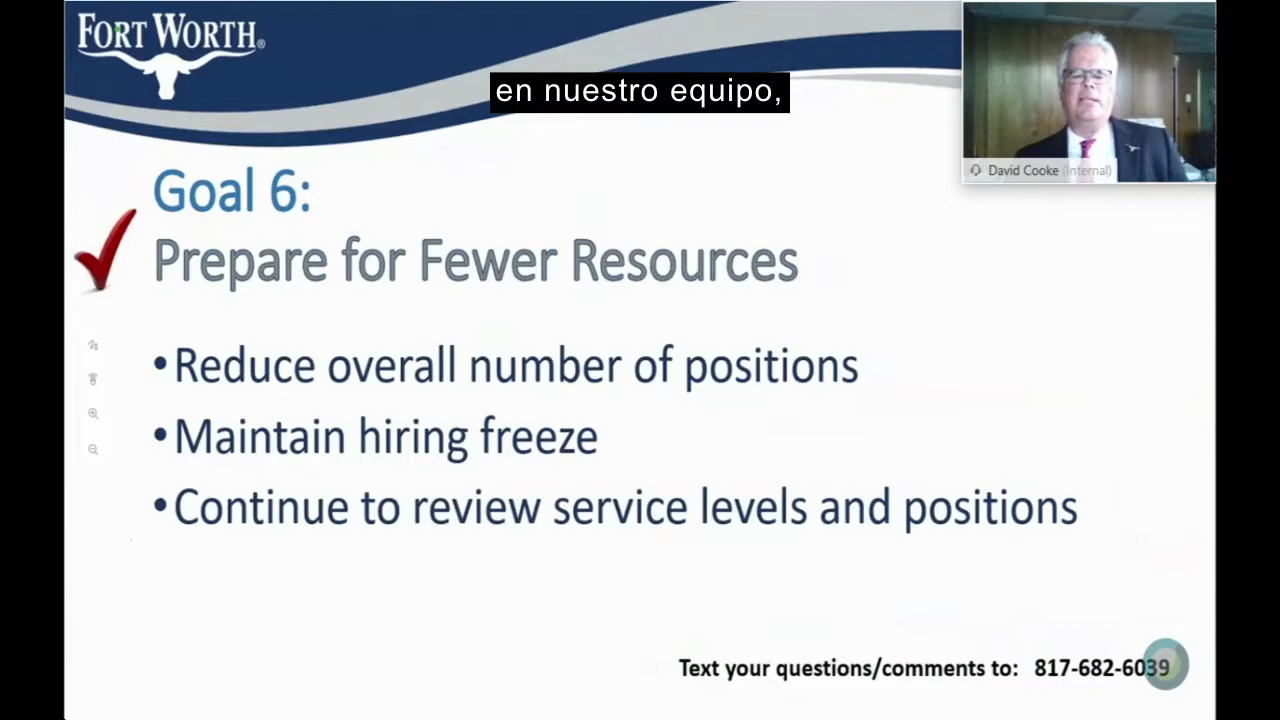 FORT WORTH®
en nuestro equipo,
David Cooke (Internal)
Goal 6:
Prepare for Fewer Resources
•Reduce overall number of positions
•Maintain hiring freeze
•Continue to review service levels and positions
Text your questions/comments to: 817-682-6039